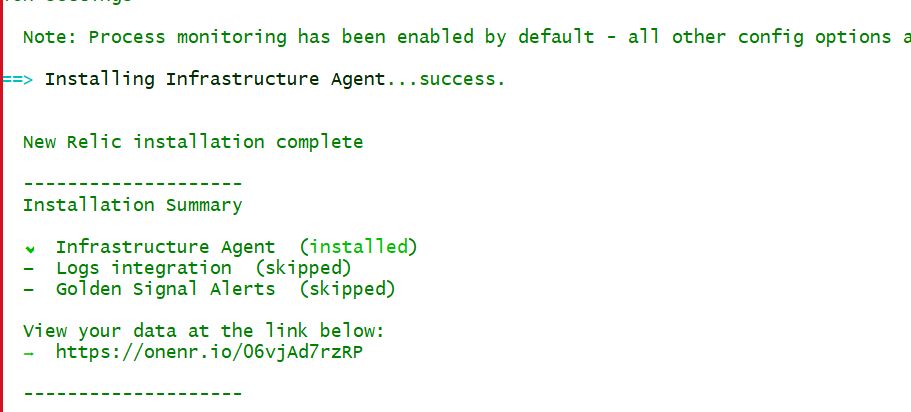 Note: Process monitoring has been enabled by default - all other config options
==> Installing Infrastructure Agent...success.
New Relic installation complete
--------------------
Installation Summary
✔ Infrastructure Agent (installed)
- Logs integration (skipped)
- Golden Signal Alerts (skipped)
View your data at the link below:
→ https://onenr.io/06vjAd7rzRP
--------------------